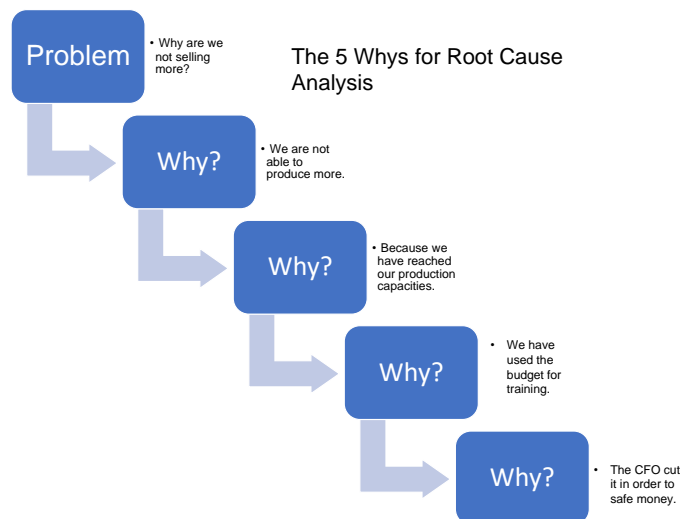 The 5 Whys for Root Cause
Analysis
Problem
• Why are we
not selling
more?
Why?
• We are not
able to
produce more.
Why?
• Because we
have reached
our production
capacities.
Why?
• We have
used the
budget for
training.
Why?
• The CFO cut
it in order to
safe money.